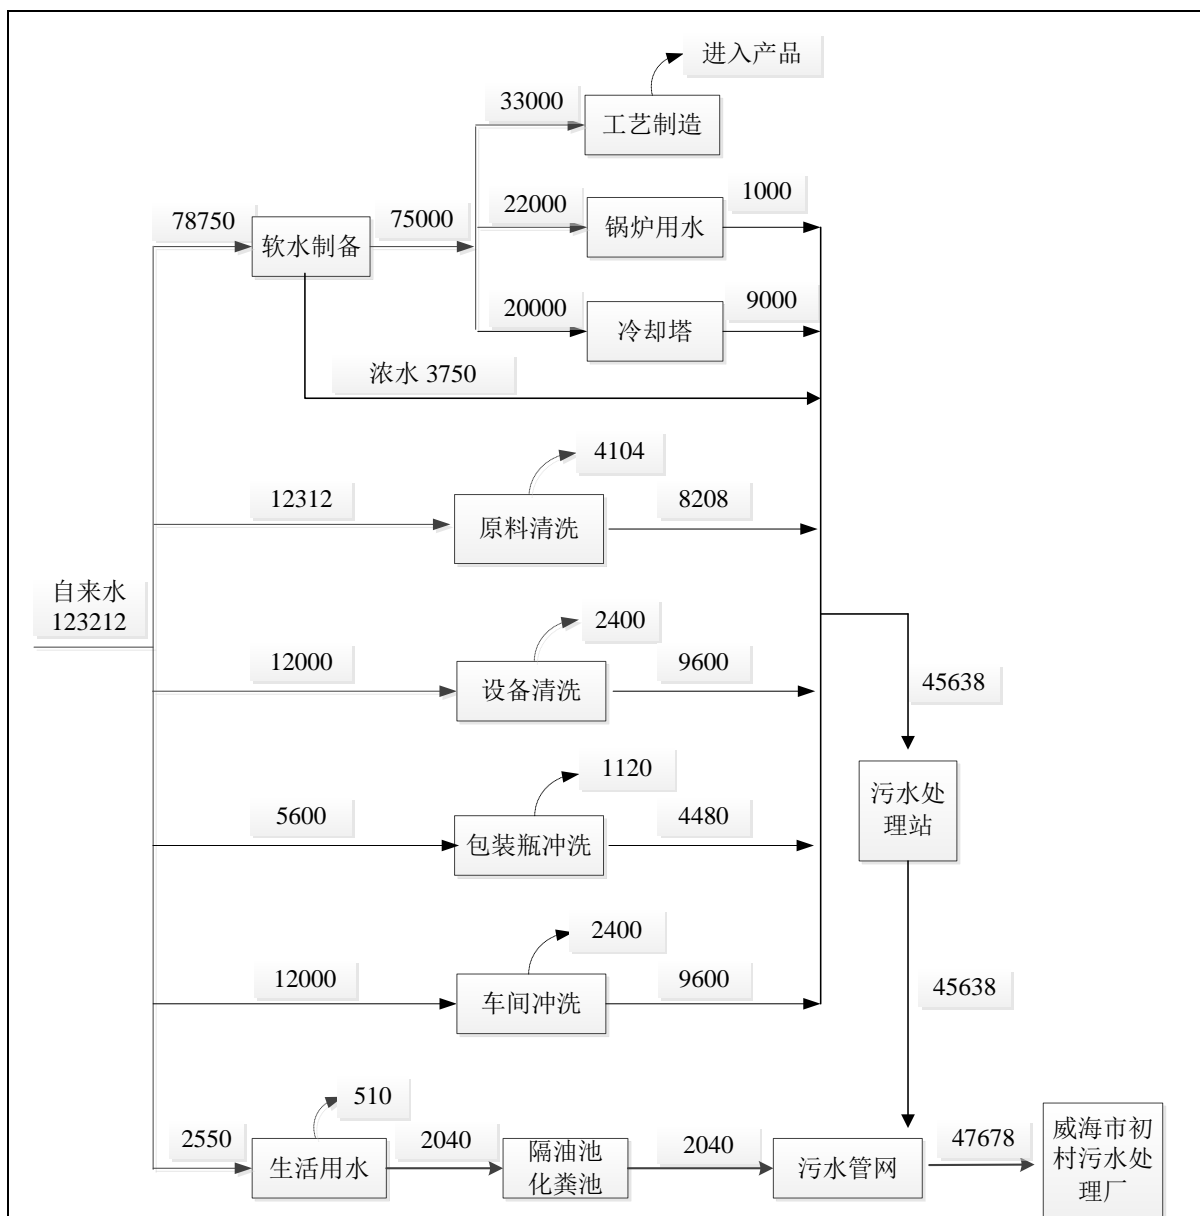 进入产品
33000
工艺制造
78750
软水制备
75000
22000
锅炉用水
1000
20000
冷却塔
9000
浓水 3750
4104
12312
原料清洗
8208
自来水
123212
2400
12000
设备清洗
9600
45638
1120
5600
包装瓶冲洗
4480
污水处
理站
2400
12000
车间冲洗
9600
45638
510
2550
生活用水
2040
隔油池
化粪池
2040
污水管网
47678
威海市初
村污水处
理厂